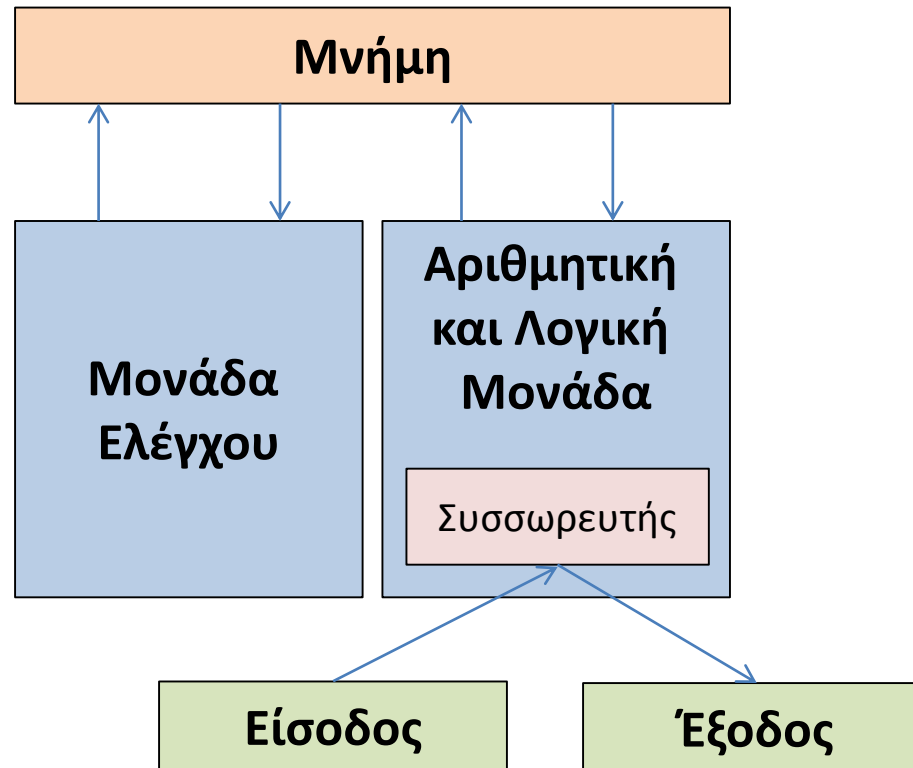 Μνήμη
Μονάδα
Ελέγχου
Αριθμητική
και Λογική
Μονάδα
Συσσωρευτής
Είσοδος
Έξοδος